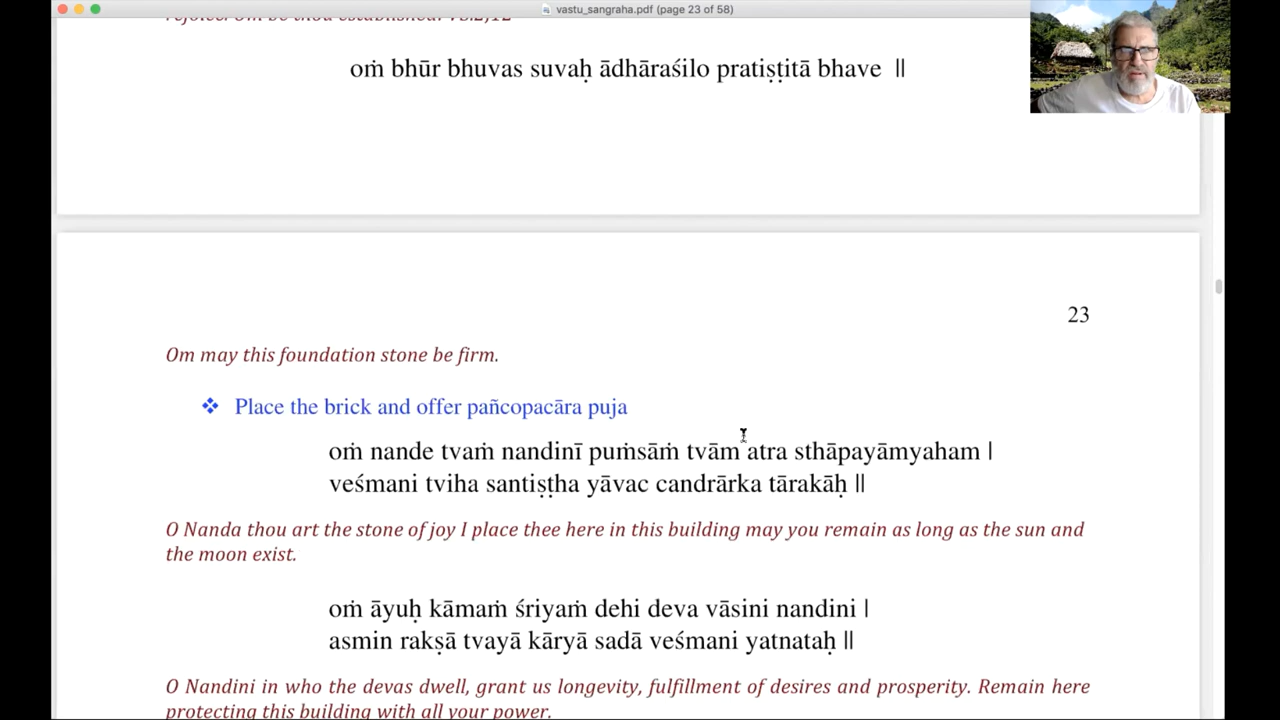 vastu_sangraha.pdf (page 23 of 58)
rejoice. Om be thou established.
oṁ bhūr bhuvas suvaḥ ādhāraśilo pratiṣṭitā bhave ||
23
Om may this foundation stone be firm.
❖ Place the brick and offer pañcopacāra puja
oṁ nande tvaṁ nandinī puṁsāṁ tvām atra sthāpayāmyaham |
veśmani tviha santiṣṭha yāvac candrārka tārakāḥ ||
O Nanda thou art the stone of joy I place thee here in this building may you remain as long as the sun and
the moon exist.
oṁ āyuḥ kāmaṁ śriyaṁ dehi deva vāsini nandini |
asmin rakṣā tvayā kāryā sadā veśmani yatnataḥ ||
O Nandini in who the devas dwell, grant us longevity, fulfillment of desires and prosperity. Remain here
protecting this building with all your power.